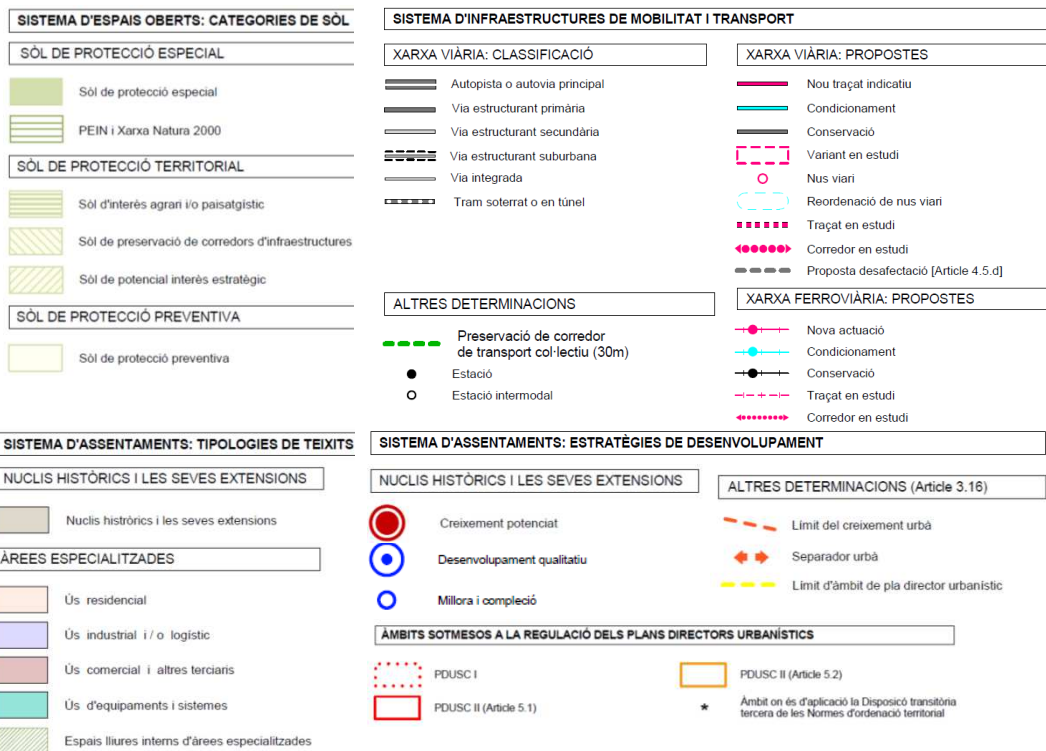 SISTEMA D'ESPAIS OBERTS: CATEGORIES DE SÒL
SÒL DE PROTECCIÓ ESPECIAL
Sòl de protecció especial
PEIN i Xarxa Natura 2000
SÒL DE PROTECCIÓ TERRITORIAL
Sòl d'interès agrari i/o paisatgístic
Sòl de preservació de corredors d'infraestructures
Sòl de potencial interès estratègic
SÒL DE PROTECCIÓ PREVENTIVA
Sòl de protecció preventiva
SISTEMA D'INFRAESTRUCTURES DE MOBILITAT I TRANSPORT
XARXA VIÀRIA: CLASSIFICACIÓ
Autopista o autovia principal
Via estructurant primària
Via estructurant secundària
Via estructurant suburbana
Via integrada
Tram soterrat o en túnel
ALTRES DETERMINACIONS
Preservació de corredor
de transport col·lectiu (30m)
Estació
Estació intermodal
XARXA VIÀRIA: PROPOSTES
Nou traçat indicatiu
Condicionament
Conservació
Variant en estudi
Nus viari
Reordenació de nus viari
Traçat en estudi
Corredor en estudi
Proposta desafectació [Article 4.5.d]
XARXA FERROVIÀRIA: PROPOSTES
Nova actuació
Condicionament
Conservació
Traçat en estudi
Corredor en estudi
SISTEMA D'ASSENTAMENTS: TIPOLOGIES DE TEIXITS
NUCLIS HISTÒRICS I LES SEVES EXTENSIONS
Nuclis histròrics i les seves extensions
ÀREES ESPECIALITZADES
Ús residencial
Ús industrial i / o logístic
Ús comercial i altres terciaris
Ús d'equipaments i sistemes
Espais lliures interns d'àrees especialitzades
SISTEMA D'ASSENTAMENTS: ESTRATÈGIES DE DESENVOLUPAMENT
NUCLIS HISTÒRICS I LES SEVES EXTENSIONS
Creixement potenciat
Desenvolupament qualitatiu
Millora i compleció
ALTRES DETERMINACIONS (Article 3.16)
Límit del creixement urbà
Separador urbà
Límit d'àmbit de pla director urbanístic
ÀMBITS SOTMESOS A LA REGULACIÓ DELS PLANS DIRECTORS URBANÍSTICS
PDUSC I
PDUSC II (Article 5.1)
PDUSC II (Article 5.2)
* Àmbit on és d'aplicació la Disposicó transitòria
tercera de les Normes d'ordenació territorial